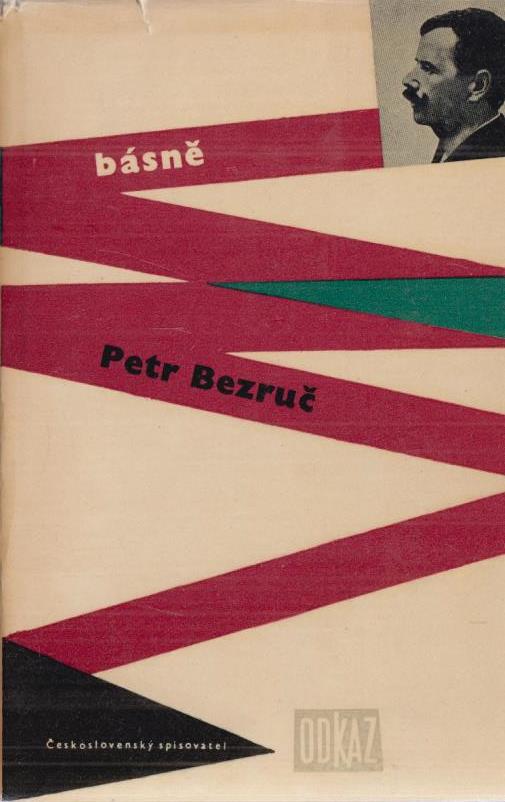 básně
Petr Bezruč
Československý spisovatel
ODKAZ